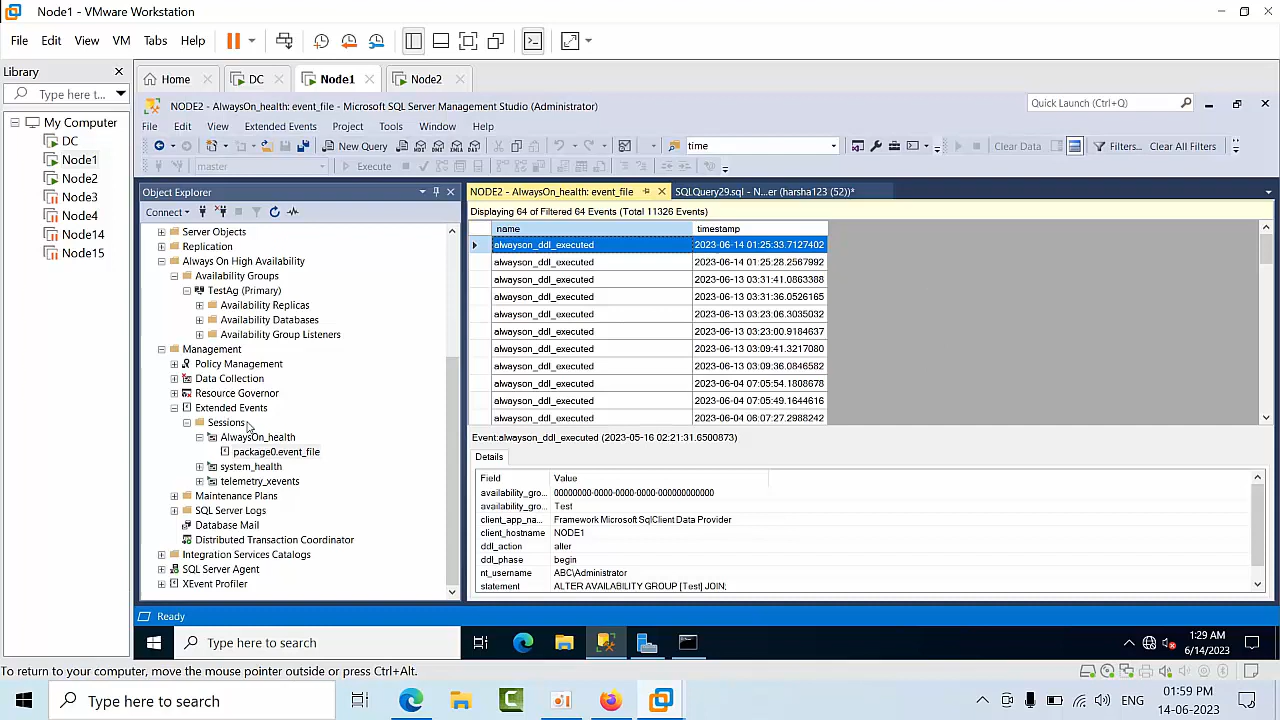 Node1 - VMware Workstation
File Edit View VM Tabs Help
Library
Type here t...
My Computer
DC
Node1
Node2
Node3
Node4
Node14
Node15
Home DC Node1 Node2
NODE2 - AlwaysOn_health: event_file - Microsoft SQL Server Management Studio (Administrator)
Quick Launch (Ctrl+Q)
File Edit View Extended Events Project Tools Window Help
New Query time Clear Data Filters... Clear All Filters
master Execute
Object Explorer
Connect
Server Objects
Replication
Always On High Availability
Availability Groups
TestAg (Primary)
Availability Replicas
Availability Databases
Availability Group Listeners
Management
Policy Management
Data Collection
Resource Governor
Extended Events
Sessions
AlwaysOn_health
package0.event_file
system_health
telemetry_xevents
Maintenance Plans
SQL Server Logs
Database Mail
Distributed Transaction Coordinator
Integration Services Catalogs
SQL Server Agent
XEvent Profiler
NODE2 - AlwaysOn_health: event_file SQLQuery29.sql - N...er (harsha123 (52))*
Displaying 64 of Filtered 64 Events (Total 11326 Events)
name timestamp
alwayson_ddl_executed 2023-06-14 01:25:33.7127402
alwayson_ddl_executed 2023-06-14 01:25:28.2567992
alwayson_ddl_executed 2023-06-13 03:31:41.0863388
alwayson_ddl_executed 2023-06-13 03:31:36.0526165
alwayson_ddl_executed 2023-06-13 03:23:06.3035032
alwayson_ddl_executed 2023-06-13 03:23:00.9184637
alwayson_ddl_executed 2023-06-13 03:09:41.3217080
alwayson_ddl_executed 2023-06-13 03:09:36.0846582
alwayson_ddl_executed 2023-06-04 07:05:54.1808678
alwayson_ddl_executed 2023-06-04 07:05:49.1644616
alwayson_ddl_executed 2023-06-04 06:07:27.2988242
Event:alwayson_ddl_executed (2023-05-16 02:21:31.6500873)
Details
Field Value
availability_gro... 00000000-0000-0000-0000-000000000000
availability_gro... Test
client_app_na... Framework Microsoft SqlClient Data Provider
client_hostname NODE1
ddl_action alter
ddl_phase begin
nt_username ABC\Administrator
statement ALTER AVAILABILITY GROUP [Test] JOIN;
Ready
Type here to search
1:29 AM
6/14/2023
To return to your computer, move the mouse pointer outside or press Ctrl+Alt.
Type here to search
ENG
01:59 PM
14-06-2023